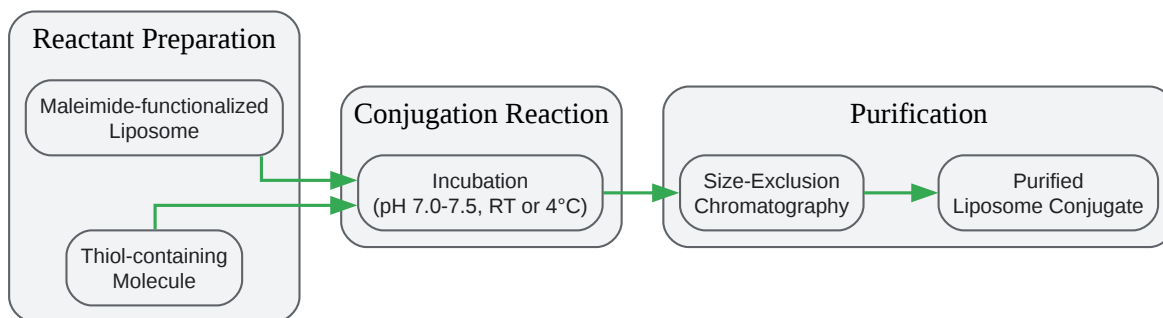 Reactant Preparation
Maleimide-functionalized
Liposome
Thiol-containing
Molecule
Conjugation Reaction
Incubation
(pH 7.0-7.5, RT or 4°C)
Purification
Size-Exclusion
Chromatography
Purified
Liposome Conjugate